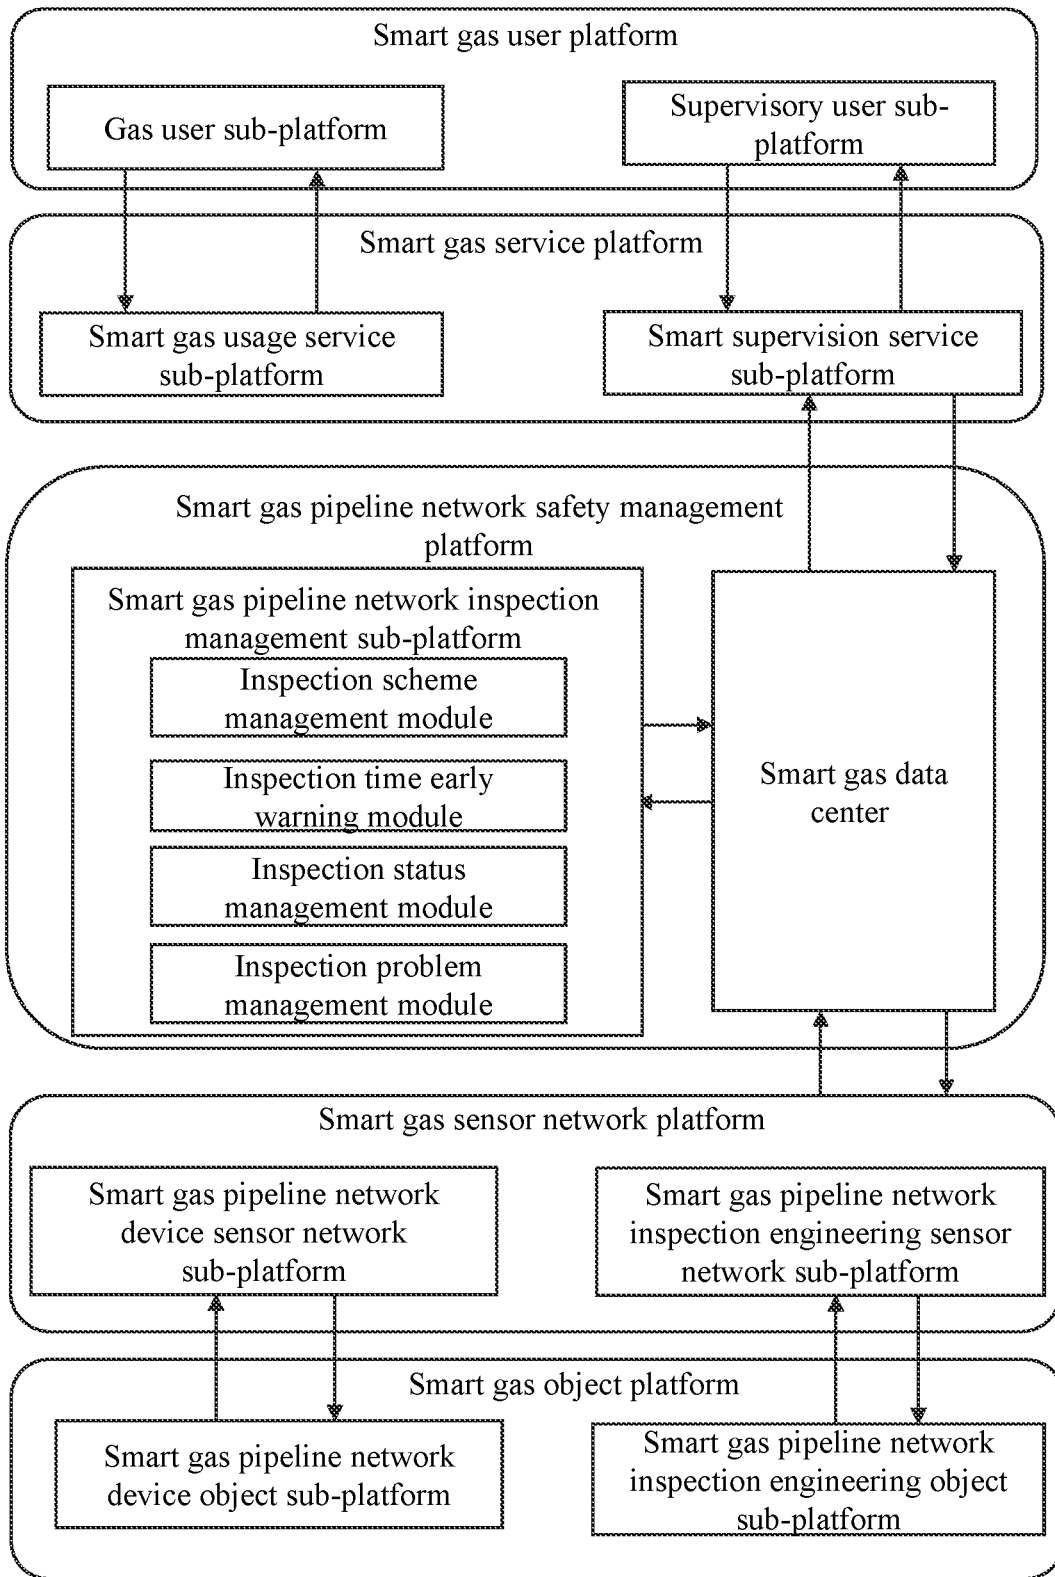 Smart gas user platform
Gas user sub-platform
Supervisory user sub-
platform
Smart gas service platform
Smart gas usage service
sub-platform
Smart supervision service
sub-platform
Smart gas pipeline network safety management
platform
Smart gas pipeline network inspection
management sub-platform
Inspection scheme
management module
Inspection time early
warning module
Inspection status
management module
Inspection problem
management module
Smart gas data
center
Smart gas sensor network platform
Smart gas pipeline network
device sensor network
sub-platform
Smart gas pipeline network
inspection engineering sensor
network sub-platform
Smart gas object platform
Smart gas pipeline network
device object sub-platform
Smart gas pipeline network
inspection engineering object
sub-platform